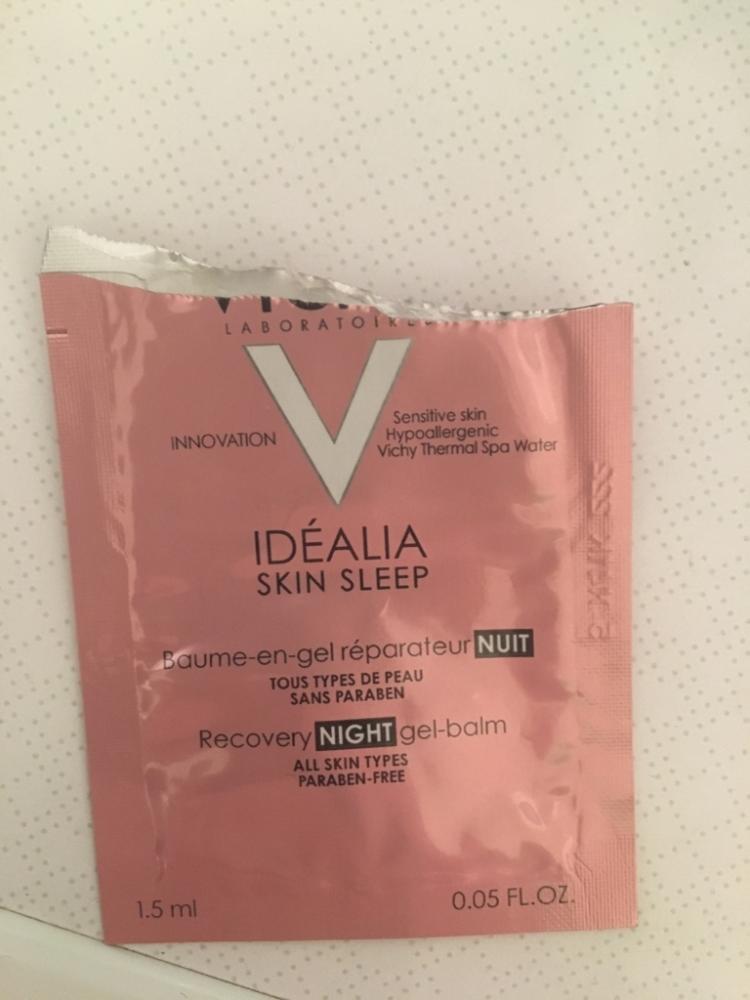 LABORATOIRES
V
INNOVATION
Sensitive skin
Hypoallergenic
Vichy Thermal Spa Water
IDÉALIA
SKIN SLEEP
Baume-en-gel réparateur NUIT
TOUS TYPES DE PEAU
SANS PARABEN
Recovery NIGHT gel-balm
ALL SKIN TYPES
PARABEN-FREE
1.5 ml
0.05 FL.OZ.